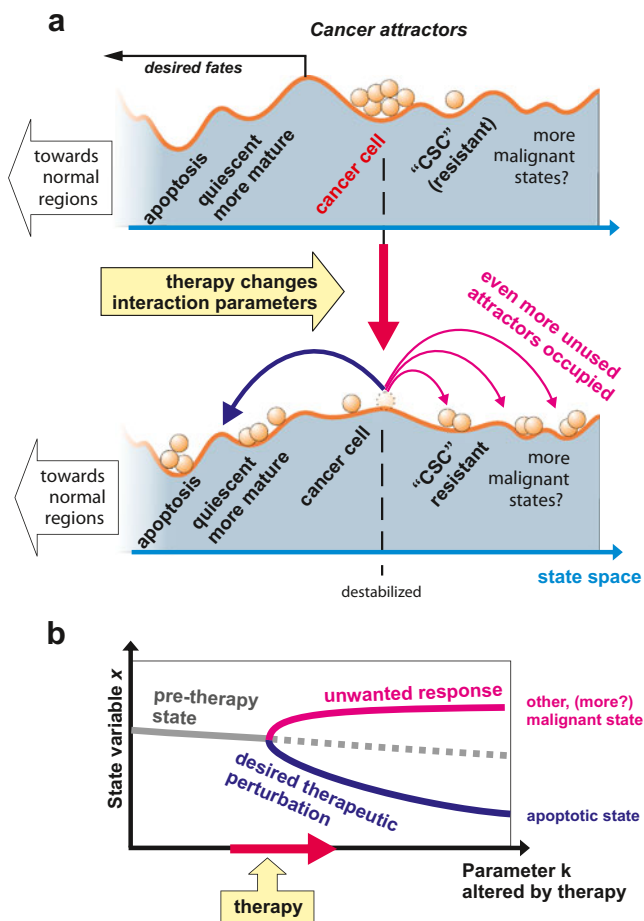 a
Cancer attractors
desired fates
towards
normal
regions
apoptosis
quiescent
more mature
cancer cell
“CSC”
(resistant)
more
malignant
states?
therapy changes
interaction parameters
even more unused
attractors occupied
towards
normal
regions
apoptosis
quiescent
more mature
cancer cell
“CSC”
resistant
more
malignant
states?
state space
destabilized
b
State variable x
pre-therapy
state
unwanted response
other, (more?)
malignant state
desired therapeutic
perturbation
apoptotic state
Parameter k
altered by therapy
therapy